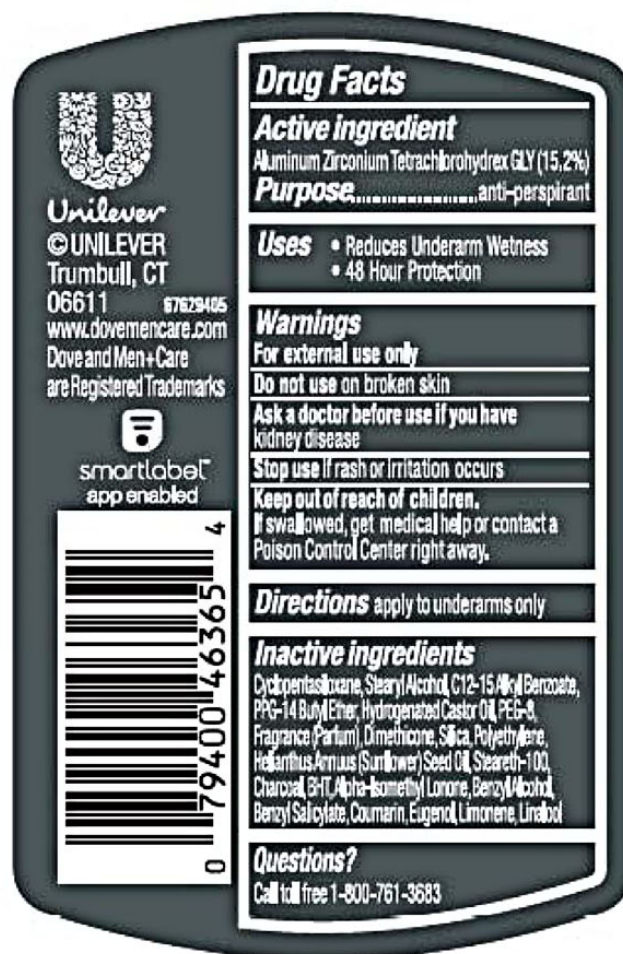 Unilever
©UNILEVER
Trumbull, CT
06611 67629405
www.dovemencare.com
Dove and Men+Care
are Registered Trademarks
smartlabel™
app enabled
0 79400 46365 4
Drug Facts
Active ingredient
Aluminum Zirconium Tetrachlorohydrex GLY (15.2%)
Purpose..........................anti-perspirant
Uses • Reduces Underarm Wetness
• 48 Hour Protection
Warnings
For external use only
Do not use on broken skin
Ask a doctor before use if you have
kidney disease
Stop use if rash or irritation occurs
Keep out of reach of children.
If swallowed, get medical help or contact a
Poison Control Center right away.
Directions apply to underarms only
Inactive ingredients
Cyclopentasiloxane, Stearyl Alcohol, C12-15 Alkyl Benzoate,
PPG-14 Butyl Ether, Hydrogenated Castor Oil, PEG-8,
Fragrance (Parfum), Dimethicone, Silica, Polyethylene,
Helianthus Annuus (Sunflower) Seed Oil, Steareth-100,
Charcoal, BHT, Alpha-Isomethyl Lonone, Benzyl Alcohol,
Benzyl Salicylate, Coumarin, Eugenol, Limonene, Linalool
Questions?
Call toll free 1-800-761-3683